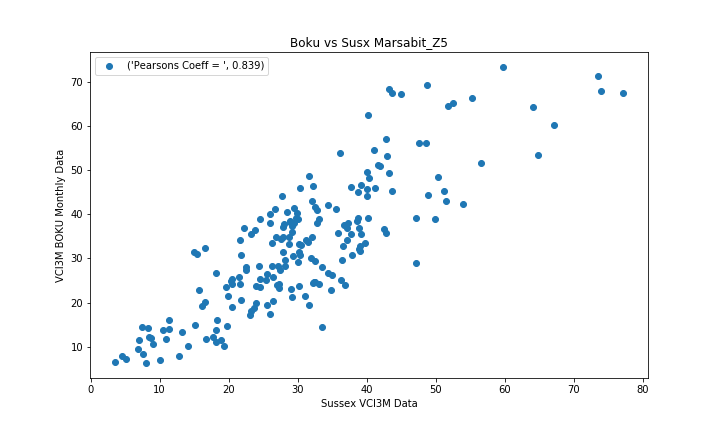 Boku vs Susx Marsabit_Z5
('Pearsons Coeff = ', 0.839)
VCI3M BOKU Monthly Data
70
60
50
40
30
20
10
0 10 20 30 40 50 60 70 80
Sussex VCI3M Data